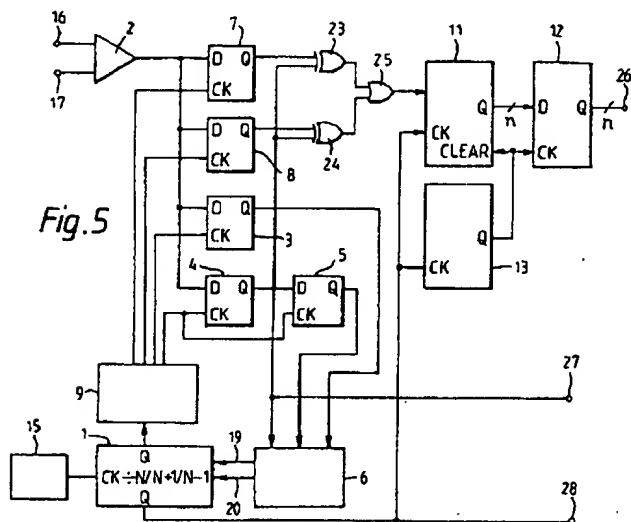 16
17
2
7
D Q
CK
23
25
11
Q
n
CK
CLEAR
12
D Q
CK
n
26
D Q
CK
8
24
Fig.5
D Q
CK
3
Q
CK
13
4
D Q
CK
5
D Q
CK
9
27
15
1
Q
CK÷N/N+1/N-1
Q
19
20
6
28